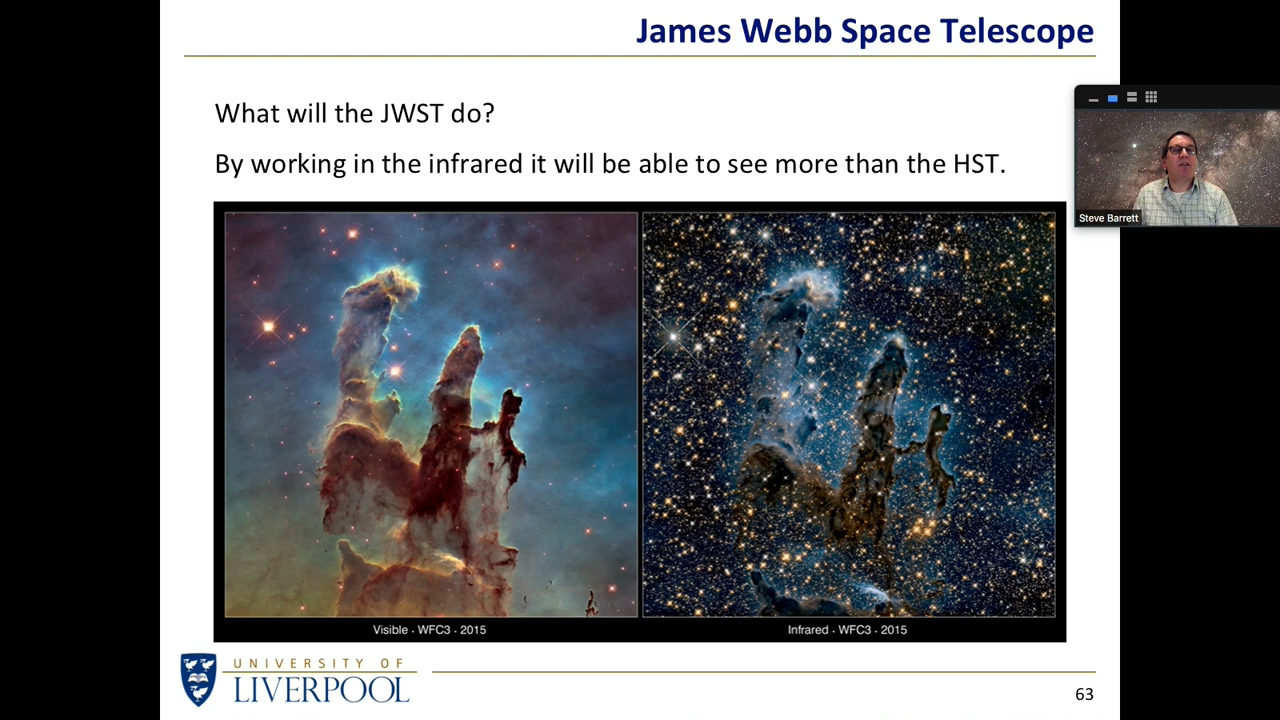 James Webb Space Telescope
What will the JWST do?
By working in the infrared it will be able to see more than the HST.
Steve Barrett
Visible · WFC3 · 2015
Infrared · WFC3 · 2015
UNIVERSITY OF
LIVERPOOL
63